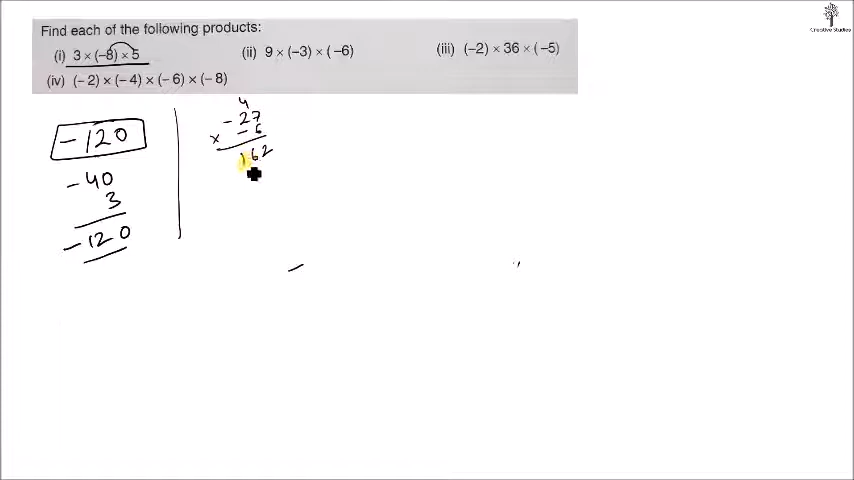 Creative Studies
Find each of the following products:
(i) 3 × (−8) × 5
(ii) 9 × (−3) × (−6)
(iii) (−2) × 36 × (−5)
(iv) (− 2) × (− 4) × (− 6) × (− 8)
−120
−40
3
−120
4
−27
× −6
162